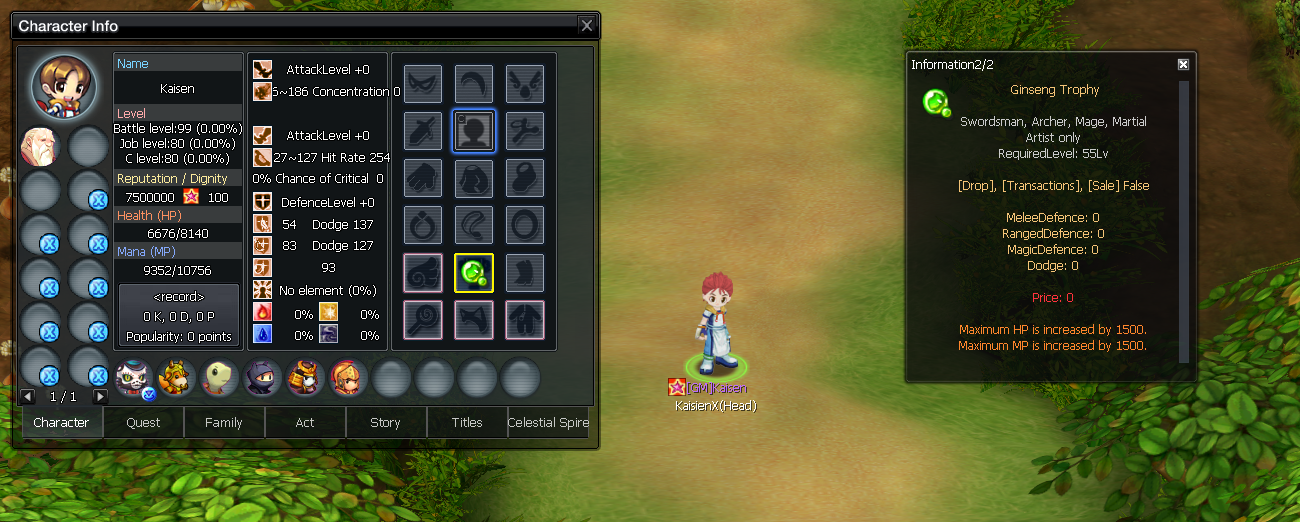 Character Info
Name
Kaisen
Level
Battle level:99 (0.00%)
Job level:80 (0.00%)
C level:80 (0.00%)
Reputation / Dignity
7500000 100
Health (HP)
6676/8140
Mana (MP)
9352/10756
<record>
0 K, 0 D, 0 P
Popularity: 0 points
AttackLevel +0
6~186 Concentration 0
AttackLevel +0
27~127 Hit Rate 254
0% Chance of Critical 0
DefenceLevel +0
54 Dodge 137
83 Dodge 127
93
No element (0%)
0% 0%
0% 0%
1 / 1
Character
Quest
Family
Act
Story
Titles
Celestial Spire
[GM]Kaisen
KaisienX(Head)
Information2/2
Ginseng Trophy
Swordsman, Archer, Mage, Martial
Artist only
RequiredLevel: 55Lv
[Drop], [Transactions], [Sale] False
MeleeDefence: 0
RangedDefence: 0
MagicDefence: 0
Dodge: 0
Price: 0
Maximum HP is increased by 1500.
Maximum MP is increased by 1500.